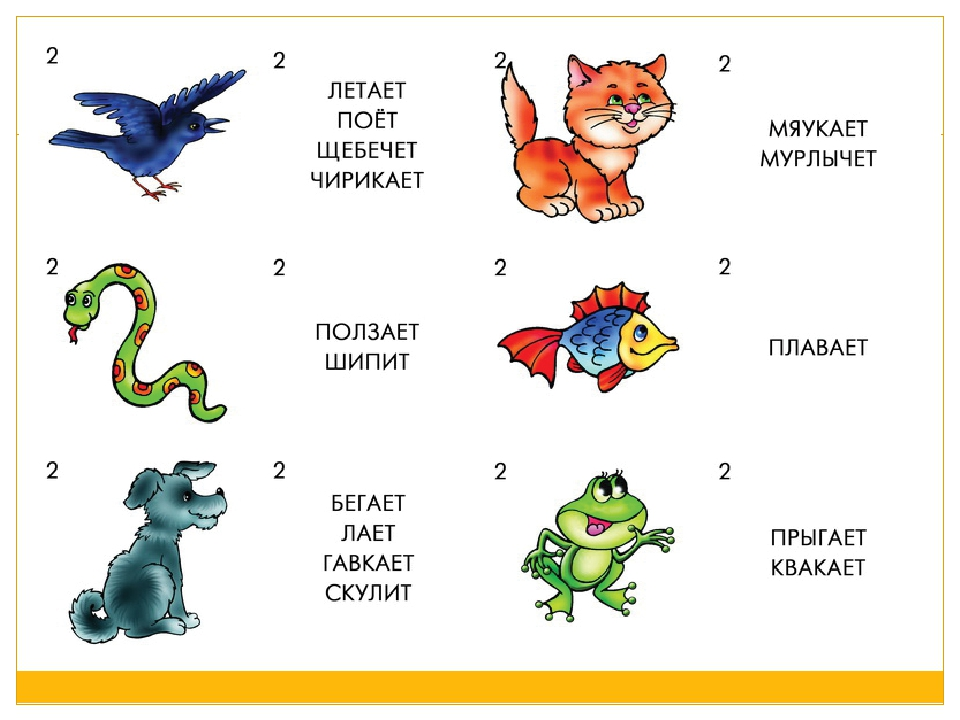 2
2
ЛЕТАЕТ
ПОЁТ
ЩЕБЕЧЕТ
ЧИРИКАЕТ
2
2
МЯУКАЕТ
МУРЛЫЧЕТ
2
2
ПОЛЗАЕТ
ШИПИТ
2
2
ПЛАВАЕТ
2
2
БЕГАЕТ
ЛАЕТ
ГАВКАЕТ
СКУЛИТ
2
2
ПРЫГАЕТ
КВАКАЕТ